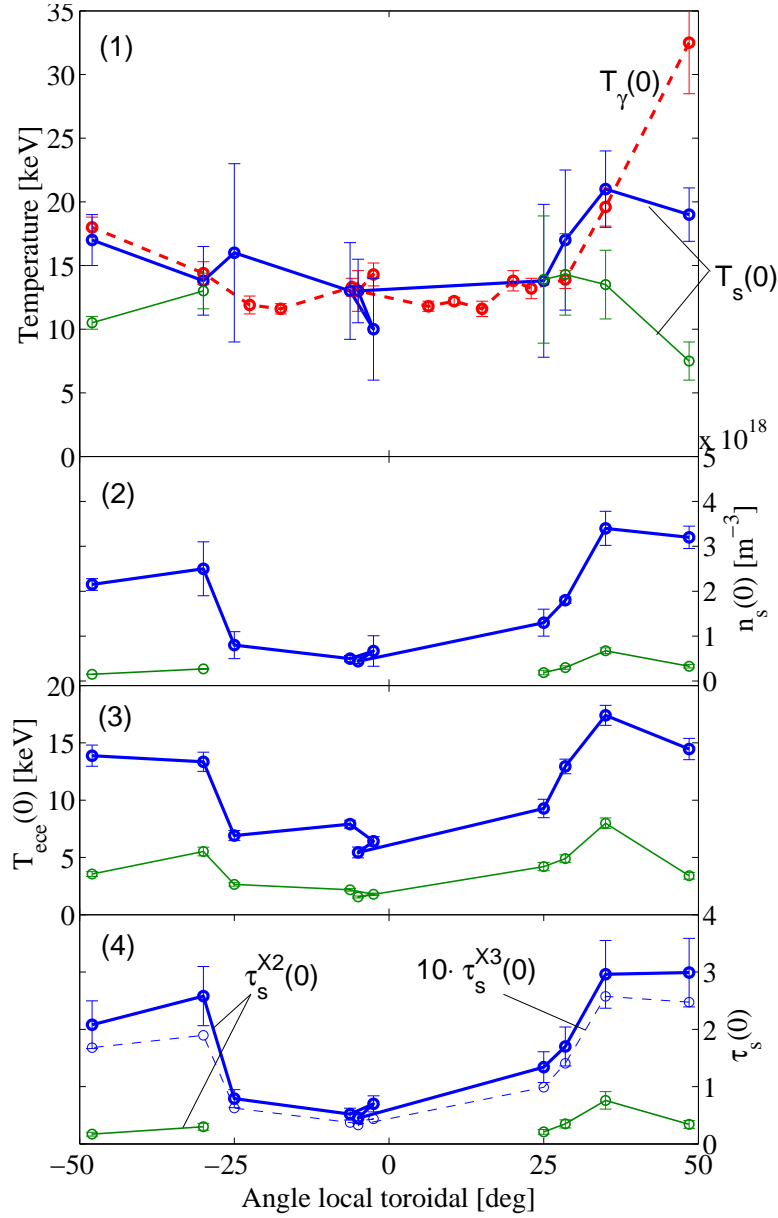 35
(1)
T_γ(0)
30
25
20
Temperature [keV]
T_s(0)
15
10
5
0
x 10^18
5
(2)
4
3
n_s(0) [m^−3]
2
1
0
20
(3)
15
T_ece(0) [keV]
10
5
0
4
(4)
τ_s^X2(0)
10· τ_s^X3(0)
3
2
τ_s(0)
1
0
−50 −25 0 25 50
Angle local toroidal [deg]